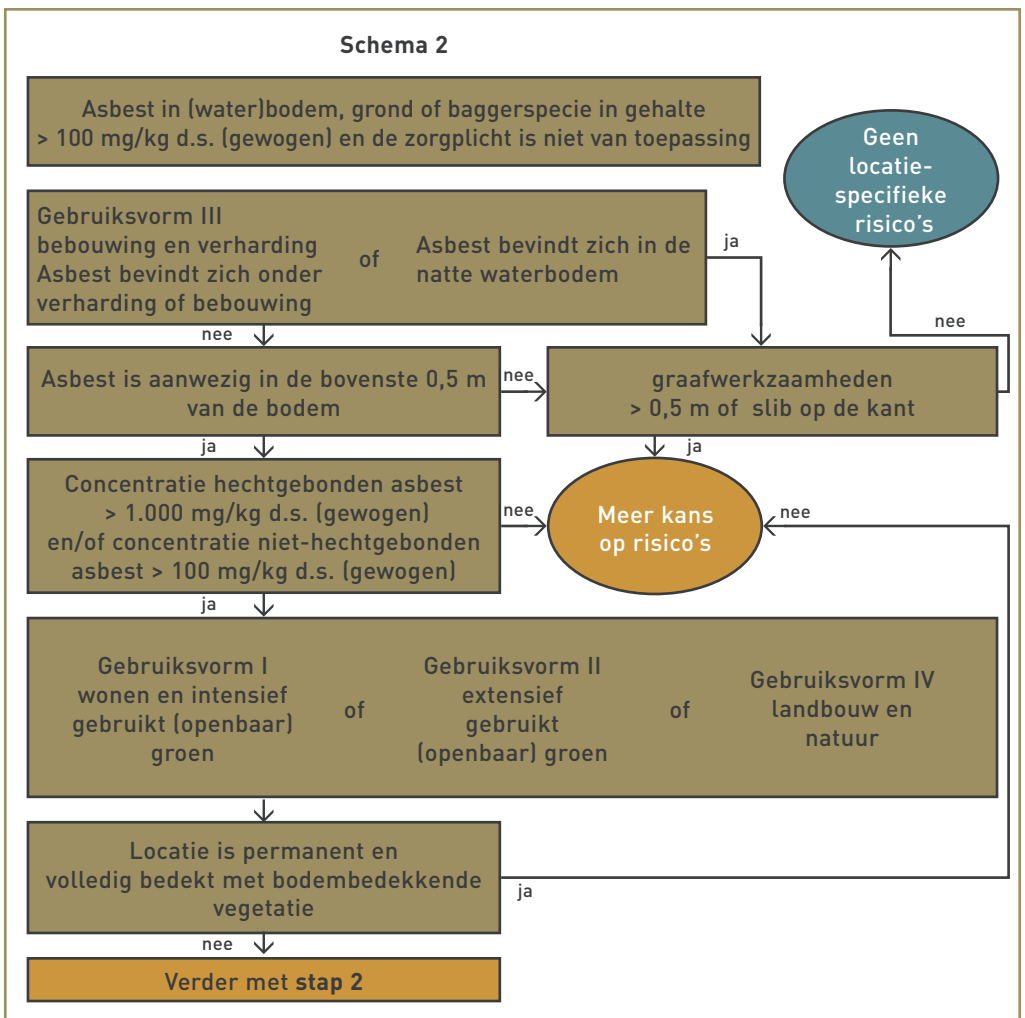 Schema 2
Asbest in (water)bodem, grond of baggerspecie in gehalte
> 100 mg/kg d.s. (gewogen) en de zorgplicht is niet van toepassing
Geen
locatie-
specifieke
risico's
Gebruiksvorm III
bebouwing en verharding
Asbest bevindt zich onder
verharding of bebouwing
of
Asbest bevindt zich in de
natte waterbodem
ja
nee
nee
Asbest is aanwezig in de bovenste 0,5 m
van de bodem
nee
graafwerkzaamheden
> 0,5 m of slib op de kant
ja
ja
Concentratie hechtgebonden asbest
> 1.000 mg/kg d.s. (gewogen)
en/of concentratie niet-hechtgebonden
asbest > 100 mg/kg d.s. (gewogen)
nee
Meer kans
op risico's
nee
ja
Gebruiksvorm I
wonen en intensief
gebruikt (openbaar)
groen
of
Gebruiksvorm II
extensief
gebruikt
(openbaar) groen
of
Gebruiksvorm IV
landbouw en
natuur
Locatie is permanent en
volledig bedekt met bodembedekkende
vegetatie
ja
nee
Verder met stap 2